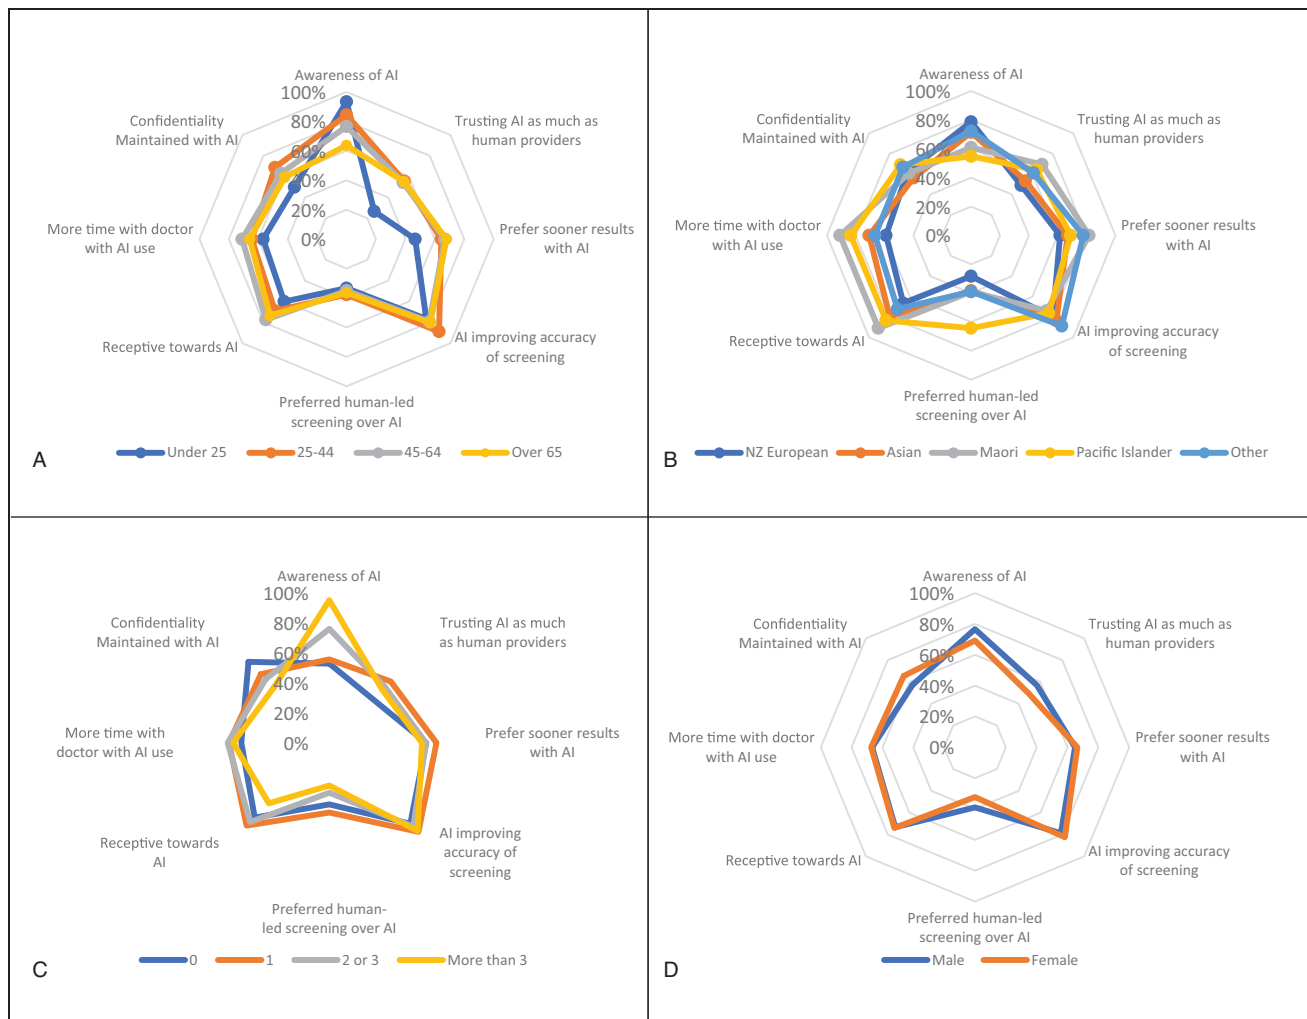 Awareness of AI
100%
80%
60%
40%
20%
0%
Confidentiality
Maintained with AI
Trusting AI as much as
human providers
More time with doctor
with AI use
Prefer sooner results
with AI
Receptive towards AI
AI improving accuracy
of screening
Preferred human-led
screening over AI
A
Under 25
25-44
45-64
Over 65
Awareness of AI
100%
80%
60%
40%
20%
0%
Confidentiality
Maintained with AI
Trusting AI as much as
human providers
More time with doctor
with AI use
Prefer sooner results
with AI
Receptive towards AI
AI improving accuracy
of screening
Preferred human-led
screening over AI
B
NZ European
Asian
Maori
Pacific Islander
Other
Awareness of AI
100%
80%
60%
40%
20%
0%
Confidentiality
Maintained with AI
Trusting AI as much
as human providers
More time with
doctor with AI use
Prefer sooner results
with AI
Receptive towards
AI
AI improving
accuracy of
screening
Preferred human-
led screening over AI
C
0
1
2 or 3
More than 3
Awareness of AI
100%
80%
60%
40%
20%
0%
Confidentiality
Maintained with AI
Trusting AI as much as
human providers
More time with doctor
with AI use
Prefer sooner results
with AI
Receptive towards AI
AI improving accuracy
of screening
Preferred human-led
screening over AI
D
Male
Female